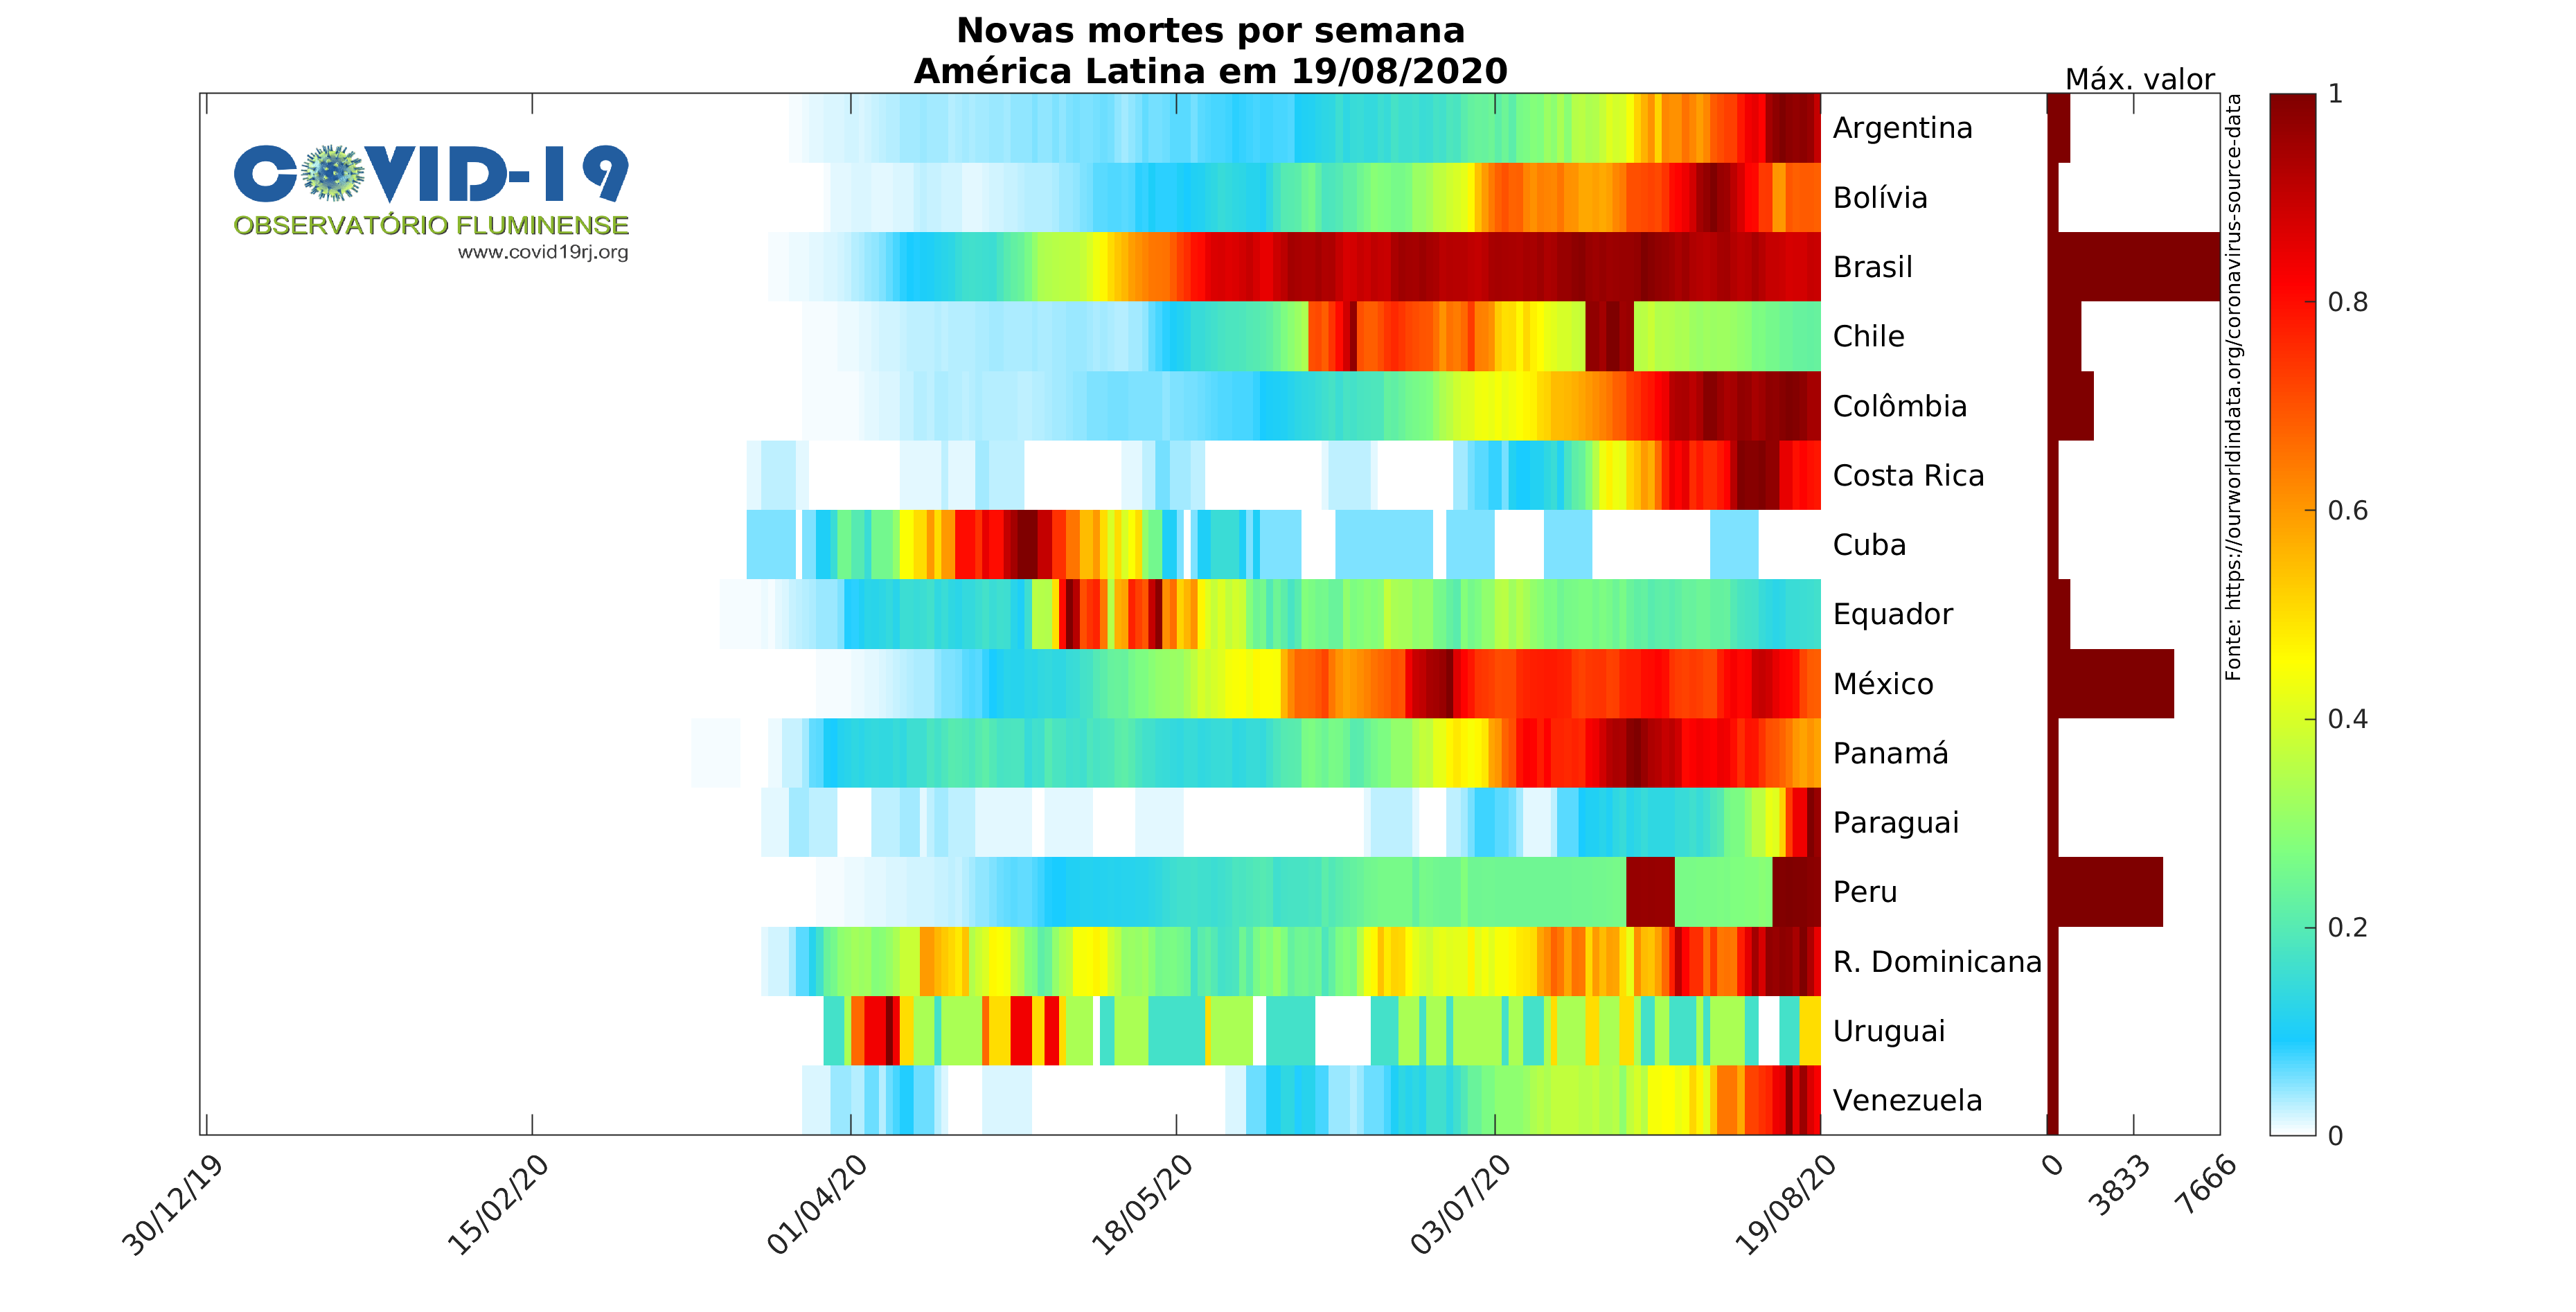 Novas mortes por semana
América Latina em 19/08/2020
Máx. valor
COVID-19
OBSERVATÓRIO FLUMINENSE
www.covid19rj.org
Argentina
Bolívia
Brasil
Chile
Colômbia
Costa Rica
Cuba
Equador
México
Panamá
Paraguai
Peru
R. Dominicana
Uruguai
Venezuela
Fonte: https://ourworldindata.org/coronavirus-source-data
1
0.8
0.6
0.4
0.2
0
30/12/19
15/02/20
01/04/20
18/05/20
03/07/20
19/08/20
0
3833
7666